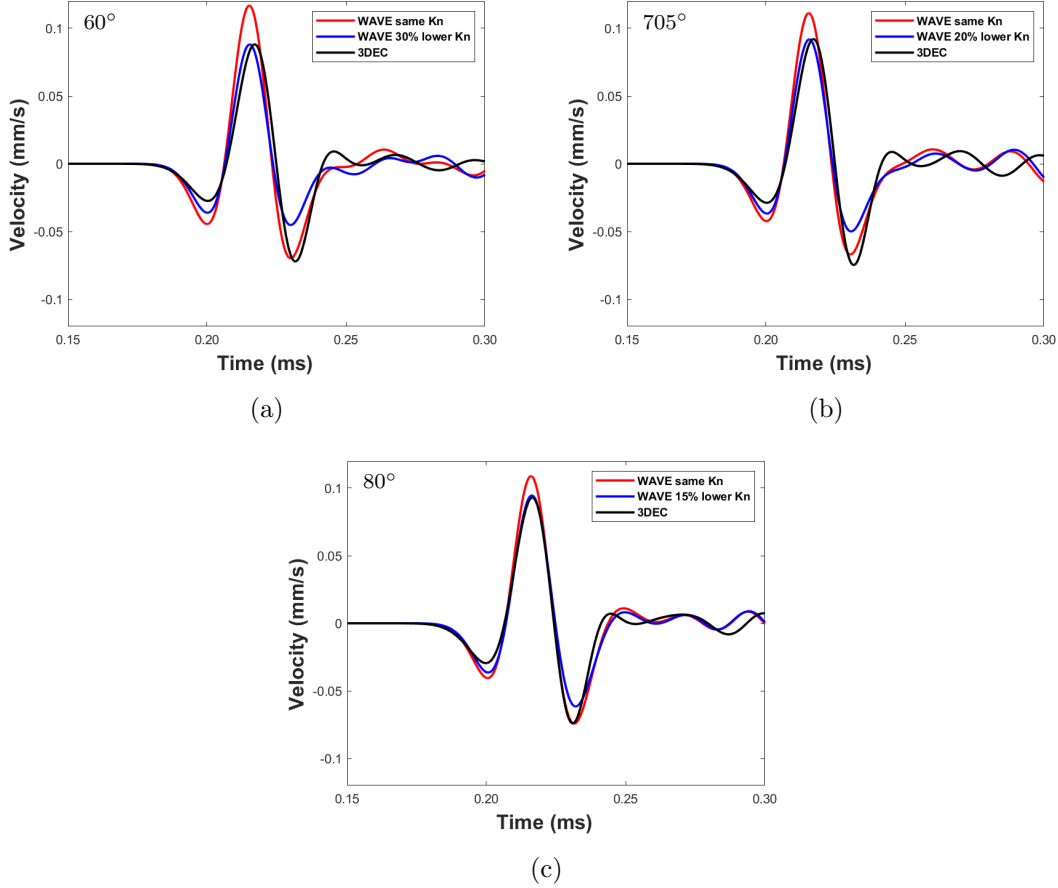 60°
WAVE same Kn
WAVE 30% lower Kn
3DEC
0.1
0.05
0
-0.05
-0.1
Velocity (mm/s)
0.15 0.20 0.25 0.30
Time (ms)
(a)
705°
WAVE same Kn
WAVE 20% lower Kn
3DEC
0.1
0.05
0
-0.05
-0.1
Velocity (mm/s)
0.15 0.20 0.25 0.30
Time (ms)
(b)
80°
WAVE same Kn
WAVE 15% lower Kn
3DEC
0.1
0.05
0
-0.05
-0.1
Velocity (mm/s)
0.15 0.20 0.25 0.30
Time (ms)
(c)